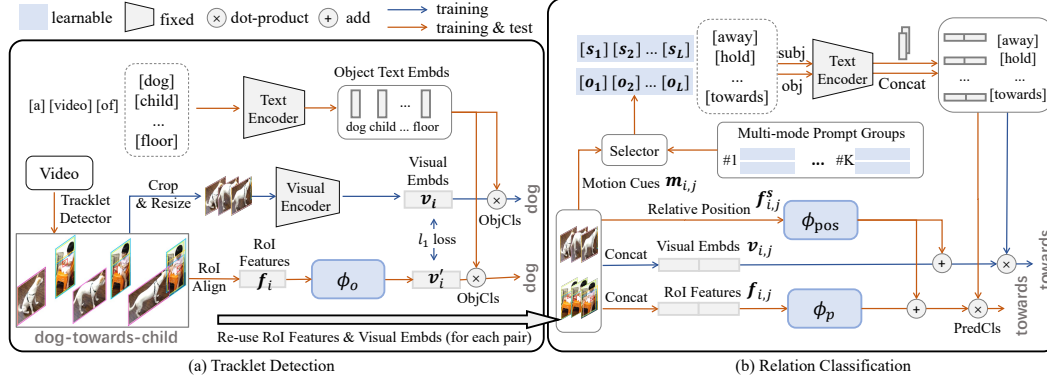 learnable
fixed
× dot-product
+ add
training
training & test
[dog]
[a] [video] [of]
[child]
...
[floor]
Text
Encoder
Object Text Embds
...
dog child ... floor
Video
Tracklet
Detector
Crop
& Resize
Visual
Encoder
Visual
Embds
v_i
×
ObjCls
dog
l_1 loss
RoI
Align
RoI
Features
f_i
ϕ_o
v'_i
×
ObjCls
dog
dog-towards-child
Re-use RoI Features & Visual Embds (for each pair)
(a) Tracklet Detection
[s_1] [s_2] ... [s_L]
[o_1] [o_2] ... [o_L]
[away]
[hold]
...
[towards]
subj
obj
Text
Encoder
Concat
[away]
[hold]
... ...
[towards]
Selector
Multi-mode Prompt Groups
#1 ... #K
Motion Cues m_{i,j}
Relative Position f^s_{i,j}
ϕ_pos
Concat
Visual Embds v_{i,j}
+
×
towards
Concat
RoI Features f_{i,j}
ϕ_p
+
×
PredCls
towards
(b) Relation Classification